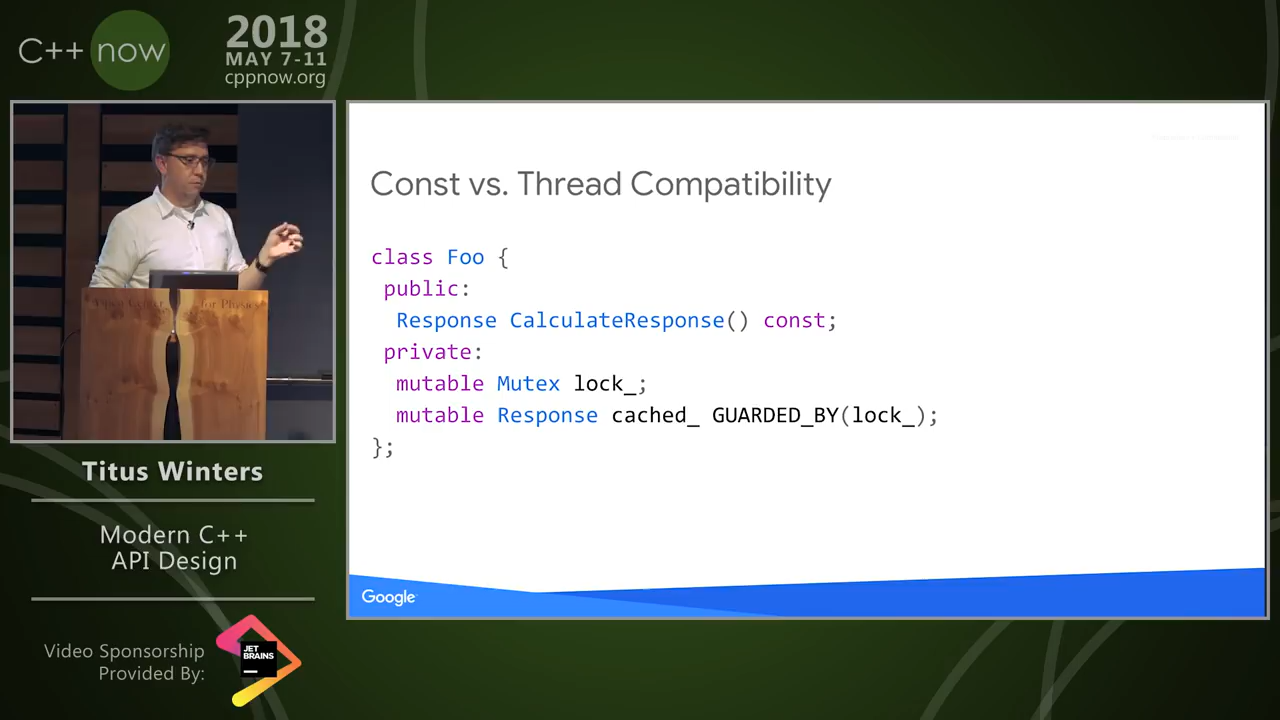 C++ now
2018
MAY 7-11
cppnow.org
for Physics
Titus Winters
Modern C++
API Design
Video Sponsorship
Provided By:
JET
BRAINS
Const vs. Thread Compatibility
class Foo {
public:
Response CalculateResponse() const;
private:
mutable Mutex lock_;
mutable Response cached_ GUARDED_BY(lock_);
};
Google